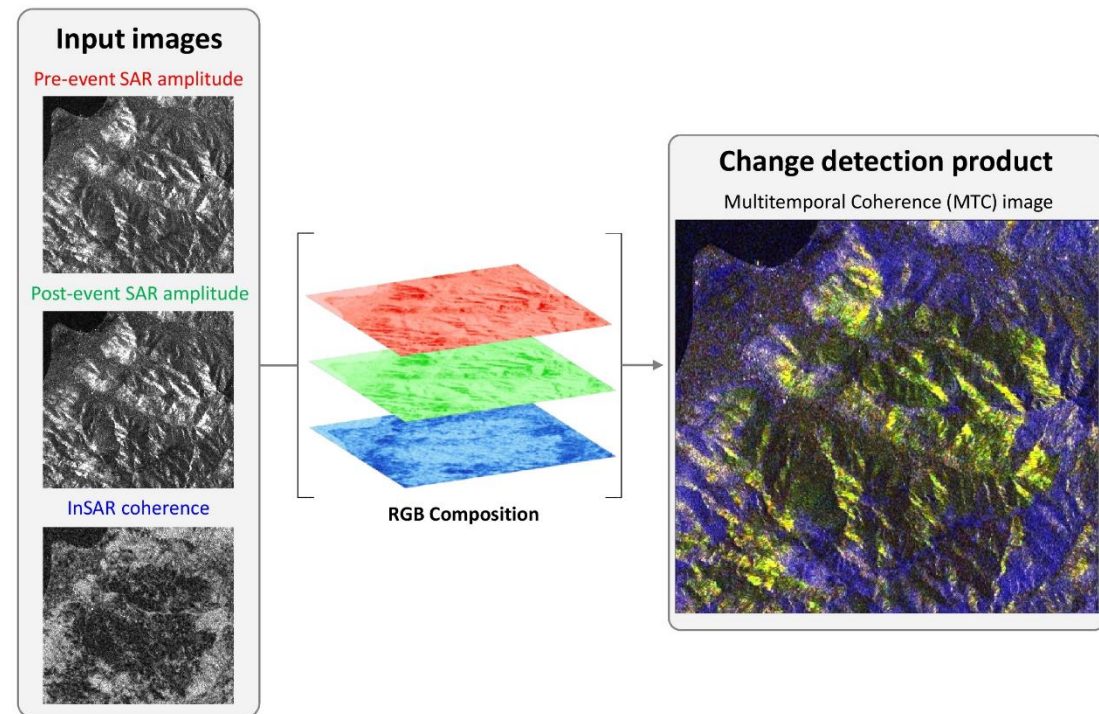 Input images
Pre-event SAR amplitude
Post-event SAR amplitude
InSAR coherence
RGB Composition
Change detection product
Multitemporal Coherence (MTC) image